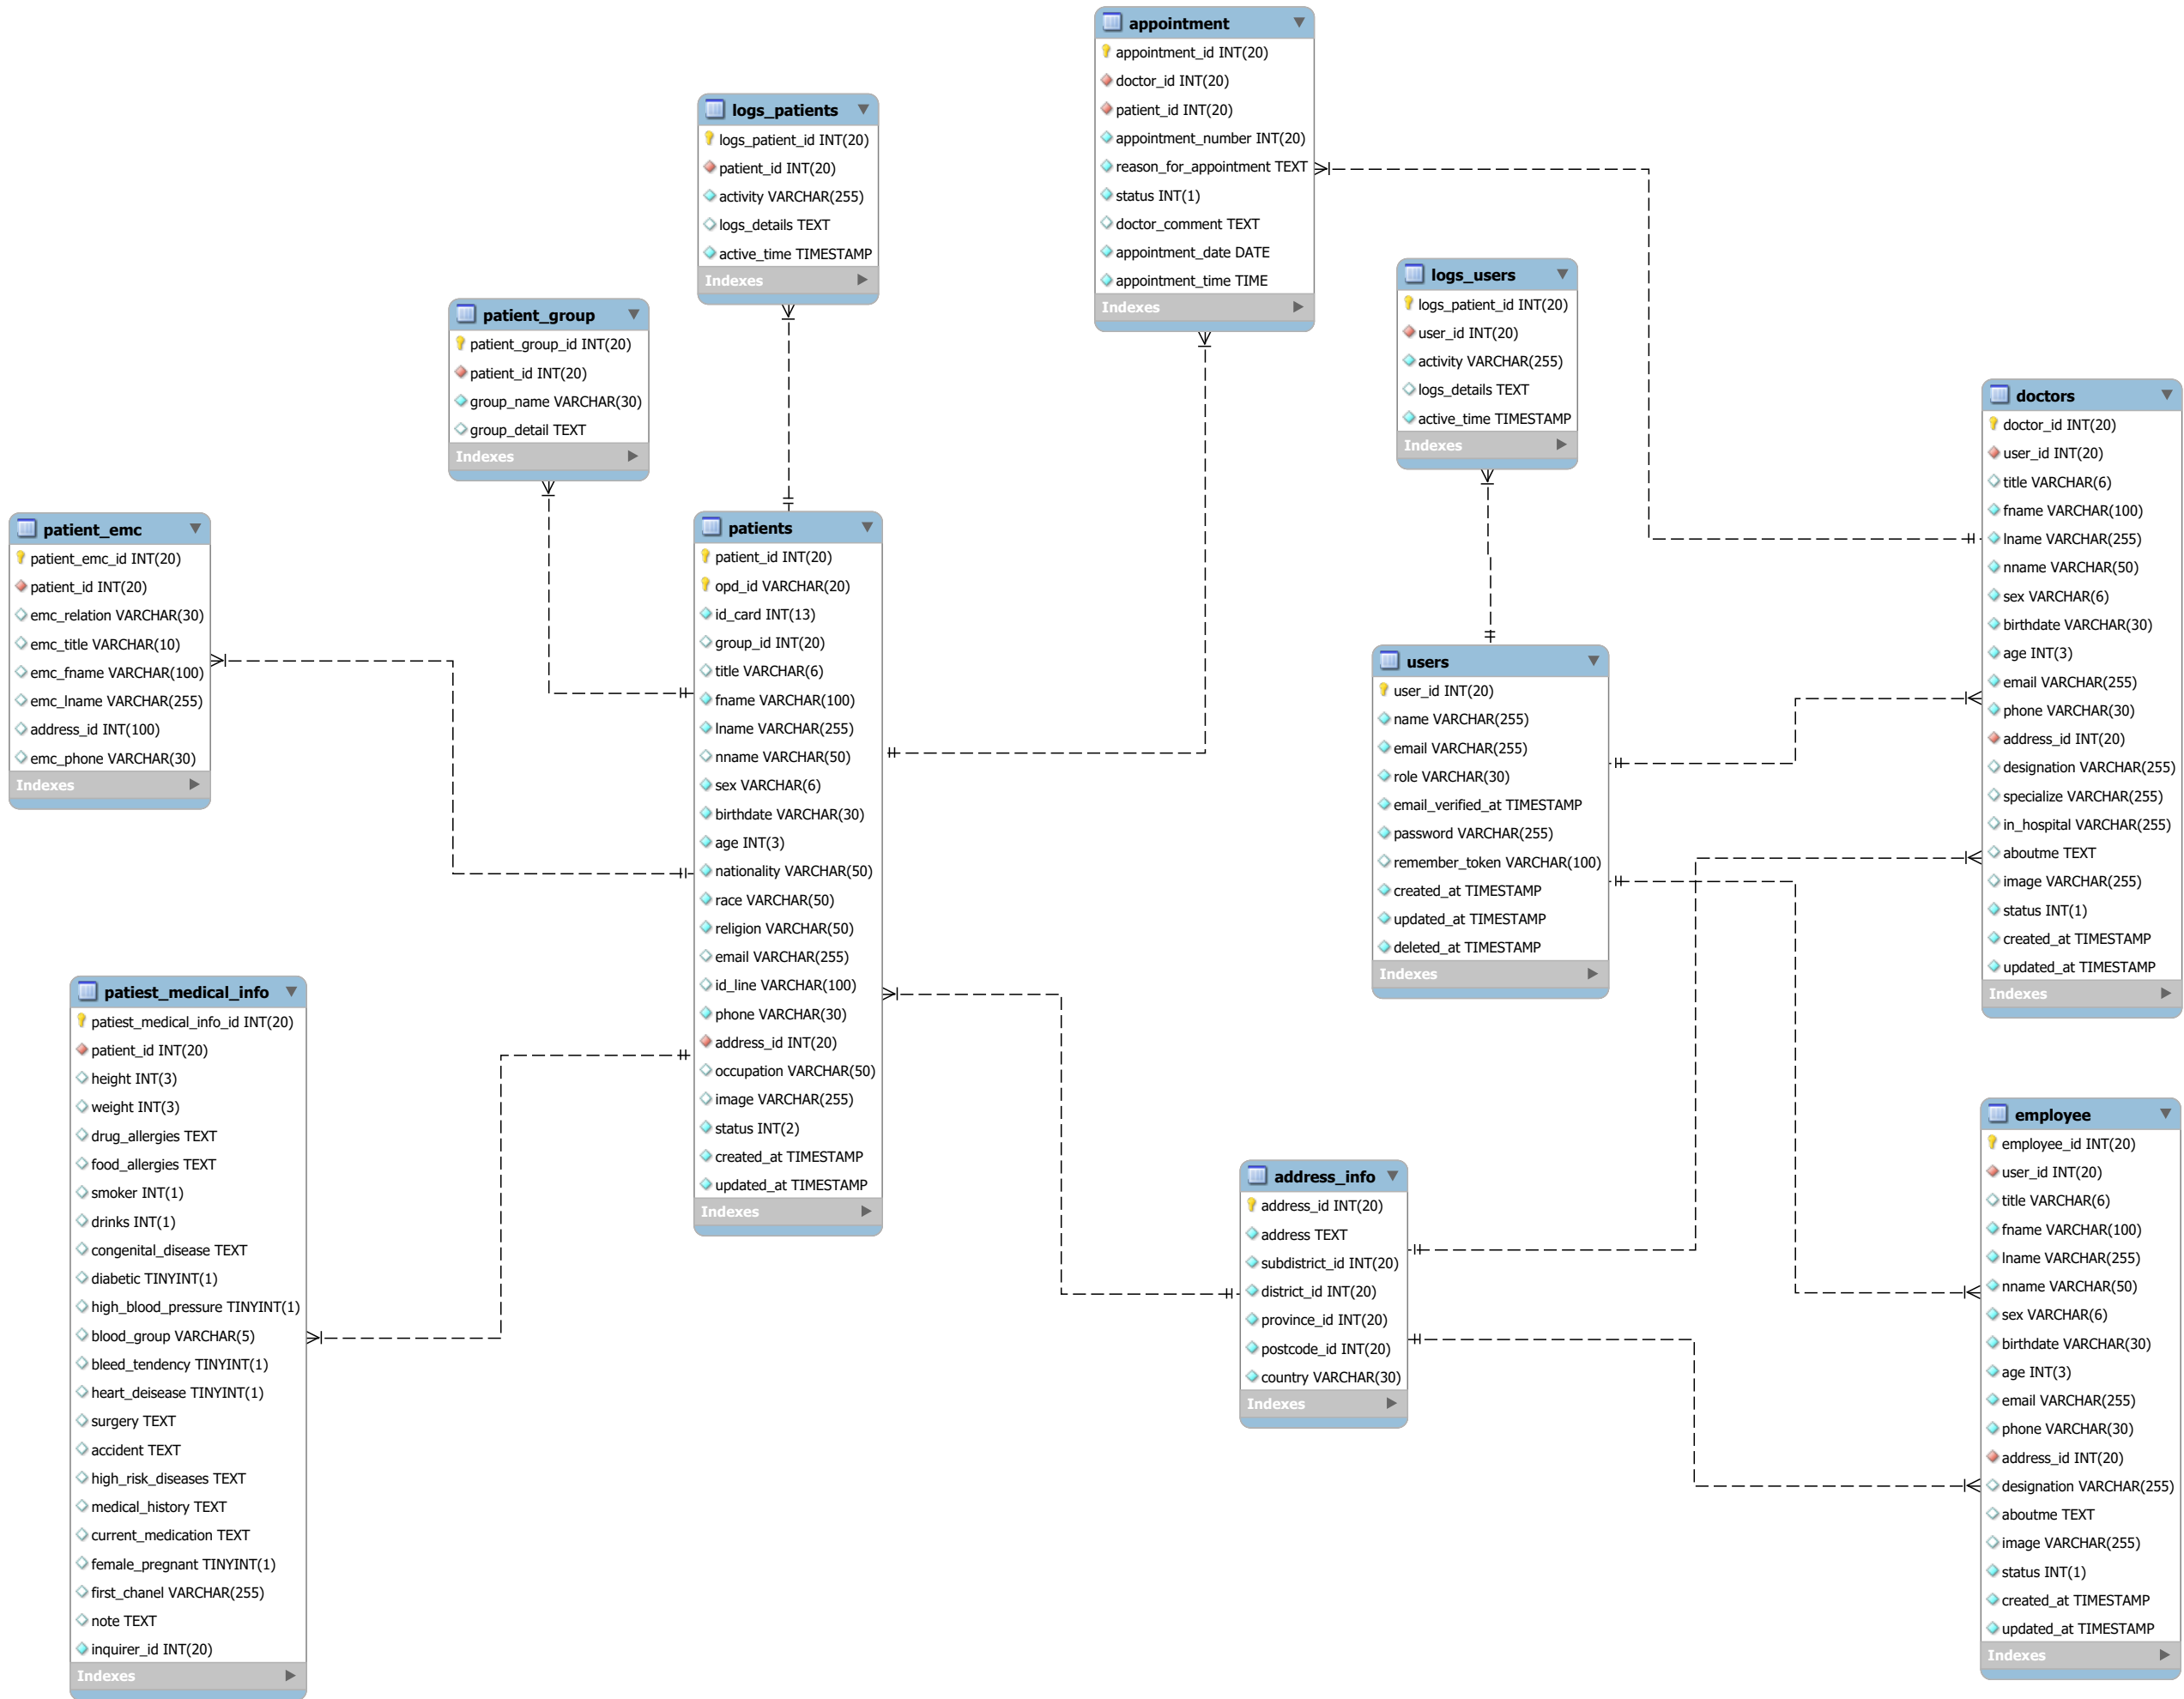 appointment
appointment_id INT(20)
doctor_id INT(20)
patient_id INT(20)
appointment_number INT(20)
reason_for_appointment TEXT
status INT(1)
doctor_comment TEXT
appointment_date DATE
appointment_time TIME
Indexes
logs_patients
logs_patient_id INT(20)
patient_id INT(20)
activity VARCHAR(255)
logs_details TEXT
active_time TIMESTAMP
Indexes
logs_users
logs_patient_id INT(20)
user_id INT(20)
activity VARCHAR(255)
logs_details TEXT
active_time TIMESTAMP
Indexes
patient_group
patient_group_id INT(20)
patient_id INT(20)
group_name VARCHAR(30)
group_detail TEXT
Indexes
doctors
doctor_id INT(20)
user_id INT(20)
title VARCHAR(6)
fname VARCHAR(100)
lname VARCHAR(255)
nname VARCHAR(50)
sex VARCHAR(6)
birthdate VARCHAR(30)
age INT(3)
email VARCHAR(255)
phone VARCHAR(30)
address_id INT(20)
designation VARCHAR(255)
specialize VARCHAR(255)
in_hospital VARCHAR(255)
aboutme TEXT
image VARCHAR(255)
status INT(1)
created_at TIMESTAMP
updated_at TIMESTAMP
Indexes
patient_emc
patient_emc_id INT(20)
patient_id INT(20)
emc_relation VARCHAR(30)
emc_title VARCHAR(10)
emc_fname VARCHAR(100)
emc_lname VARCHAR(255)
address_id INT(100)
emc_phone VARCHAR(30)
Indexes
patients
patient_id INT(20)
opd_id VARCHAR(20)
id_card INT(13)
group_id INT(20)
title VARCHAR(6)
fname VARCHAR(100)
lname VARCHAR(255)
nname VARCHAR(50)
sex VARCHAR(6)
birthdate VARCHAR(30)
age INT(3)
nationality VARCHAR(50)
race VARCHAR(50)
religion VARCHAR(50)
email VARCHAR(255)
id_line VARCHAR(100)
phone VARCHAR(30)
address_id INT(20)
occupation VARCHAR(50)
image VARCHAR(255)
status INT(2)
created_at TIMESTAMP
updated_at TIMESTAMP
Indexes
users
user_id INT(20)
name VARCHAR(255)
email VARCHAR(255)
role VARCHAR(30)
email_verified_at TIMESTAMP
password VARCHAR(255)
remember_token VARCHAR(100)
created_at TIMESTAMP
updated_at TIMESTAMP
deleted_at TIMESTAMP
Indexes
patiest_medical_info
patiest_medical_info_id INT(20)
patient_id INT(20)
height INT(3)
weight INT(3)
drug_allergies TEXT
food_allergies TEXT
smoker INT(1)
drinks INT(1)
congenital_disease TEXT
diabetic TINYINT(1)
high_blood_pressure TINYINT(1)
blood_group VARCHAR(5)
bleed_tendency TINYINT(1)
heart_deisease TINYINT(1)
surgery TEXT
accident TEXT
high_risk_diseases TEXT
medical_history TEXT
current_medication TEXT
female_pregnant TINYINT(1)
first_chanel VARCHAR(255)
note TEXT
inquirer_id INT(20)
Indexes
address_info
address_id INT(20)
address TEXT
subdistrict_id INT(20)
district_id INT(20)
province_id INT(20)
postcode_id INT(20)
country VARCHAR(30)
Indexes
employee
employee_id INT(20)
user_id INT(20)
title VARCHAR(6)
fname VARCHAR(100)
lname VARCHAR(255)
nname VARCHAR(50)
sex VARCHAR(6)
birthdate VARCHAR(30)
age INT(3)
email VARCHAR(255)
phone VARCHAR(30)
address_id INT(20)
designation VARCHAR(255)
aboutme TEXT
image VARCHAR(255)
status INT(1)
created_at TIMESTAMP
updated_at TIMESTAMP
Indexes